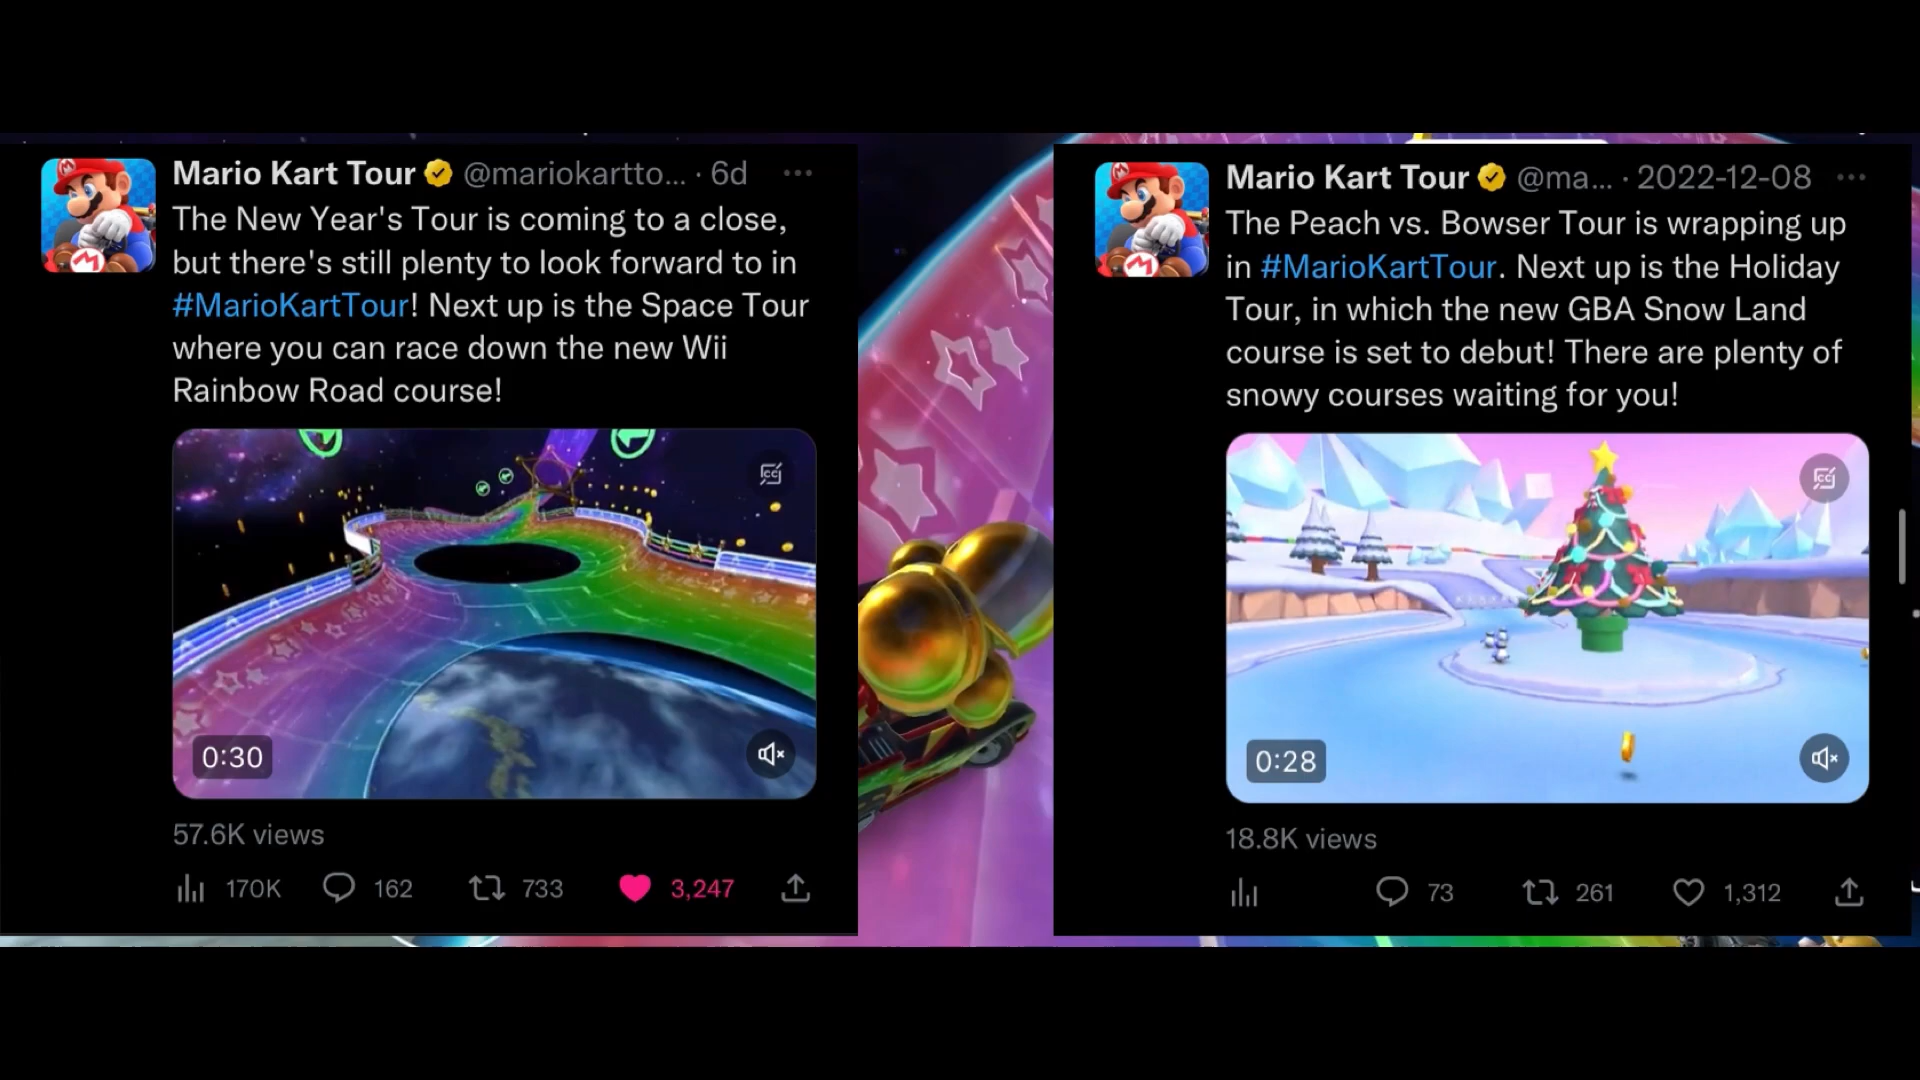 Mario Kart Tour @mariokartto... · 6d
The New Year's Tour is coming to a close,
but there's still plenty to look forward to in
#MarioKartTour! Next up is the Space Tour
where you can race down the new Wii
Rainbow Road course!
0:30
57.6K views
170K 162 733 3,247
Mario Kart Tour @ma... · 2022-12-08
The Peach vs. Bowser Tour is wrapping up
in #MarioKartTour. Next up is the Holiday
Tour, in which the new GBA Snow Land
course is set to debut! There are plenty of
snowy courses waiting for you!
0:28
18.8K views
73 261 1,312